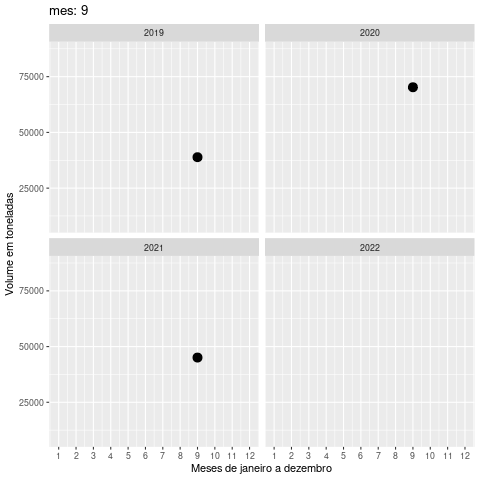 mes: 9
2019
2020
75000
50000
25000
2021
2022
75000
50000
25000
Volume em toneladas
1 2 3 4 5 6 7 8 9 10 11 12
1 2 3 4 5 6 7 8 9 10 11 12
Meses de janeiro a dezembro